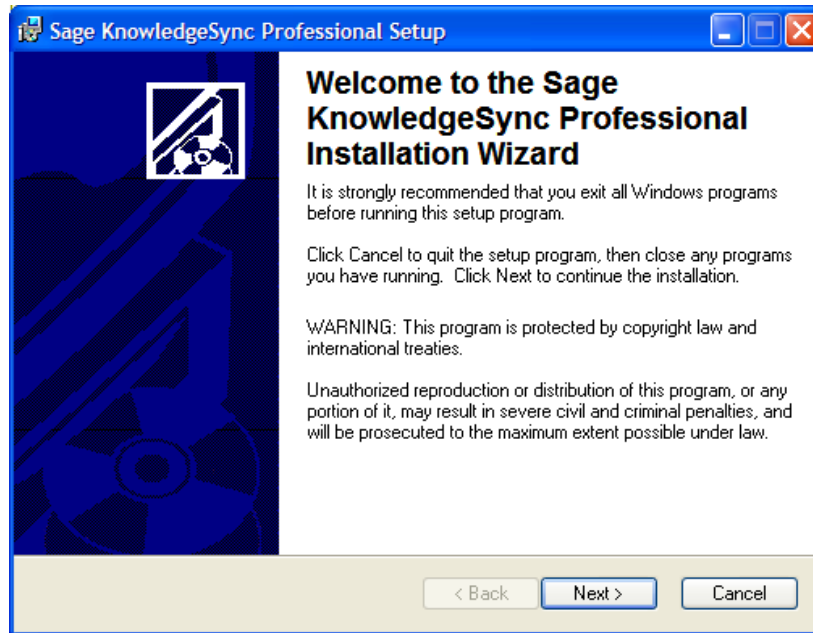 Sage KnowledgeSync Professional Setup
Welcome to the Sage
KnowledgeSync Professional
Installation Wizard
It is strongly recommended that you exit all Windows programs
before running this setup program.
Click Cancel to quit the setup program, then close any programs
you have running. Click Next to continue the installation.
WARNING: This program is protected by copyright law and
international treaties.
Unauthorized reproduction or distribution of this program, or any
portion of it, may result in severe civil and criminal penalties, and
will be prosecuted to the maximum extent possible under law.
< Back Next > Cancel